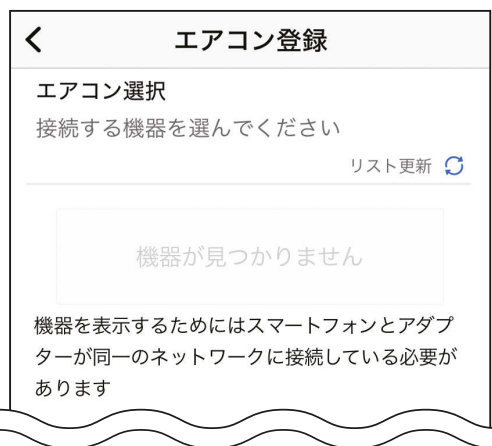 エアコン登録
エアコン選択
接続する機器を選んでください
リスト更新
機器が見つかりません
機器を表示するためにはスマートフォンとアダプ
ターが同一のネットワークに接続している必要が
あります